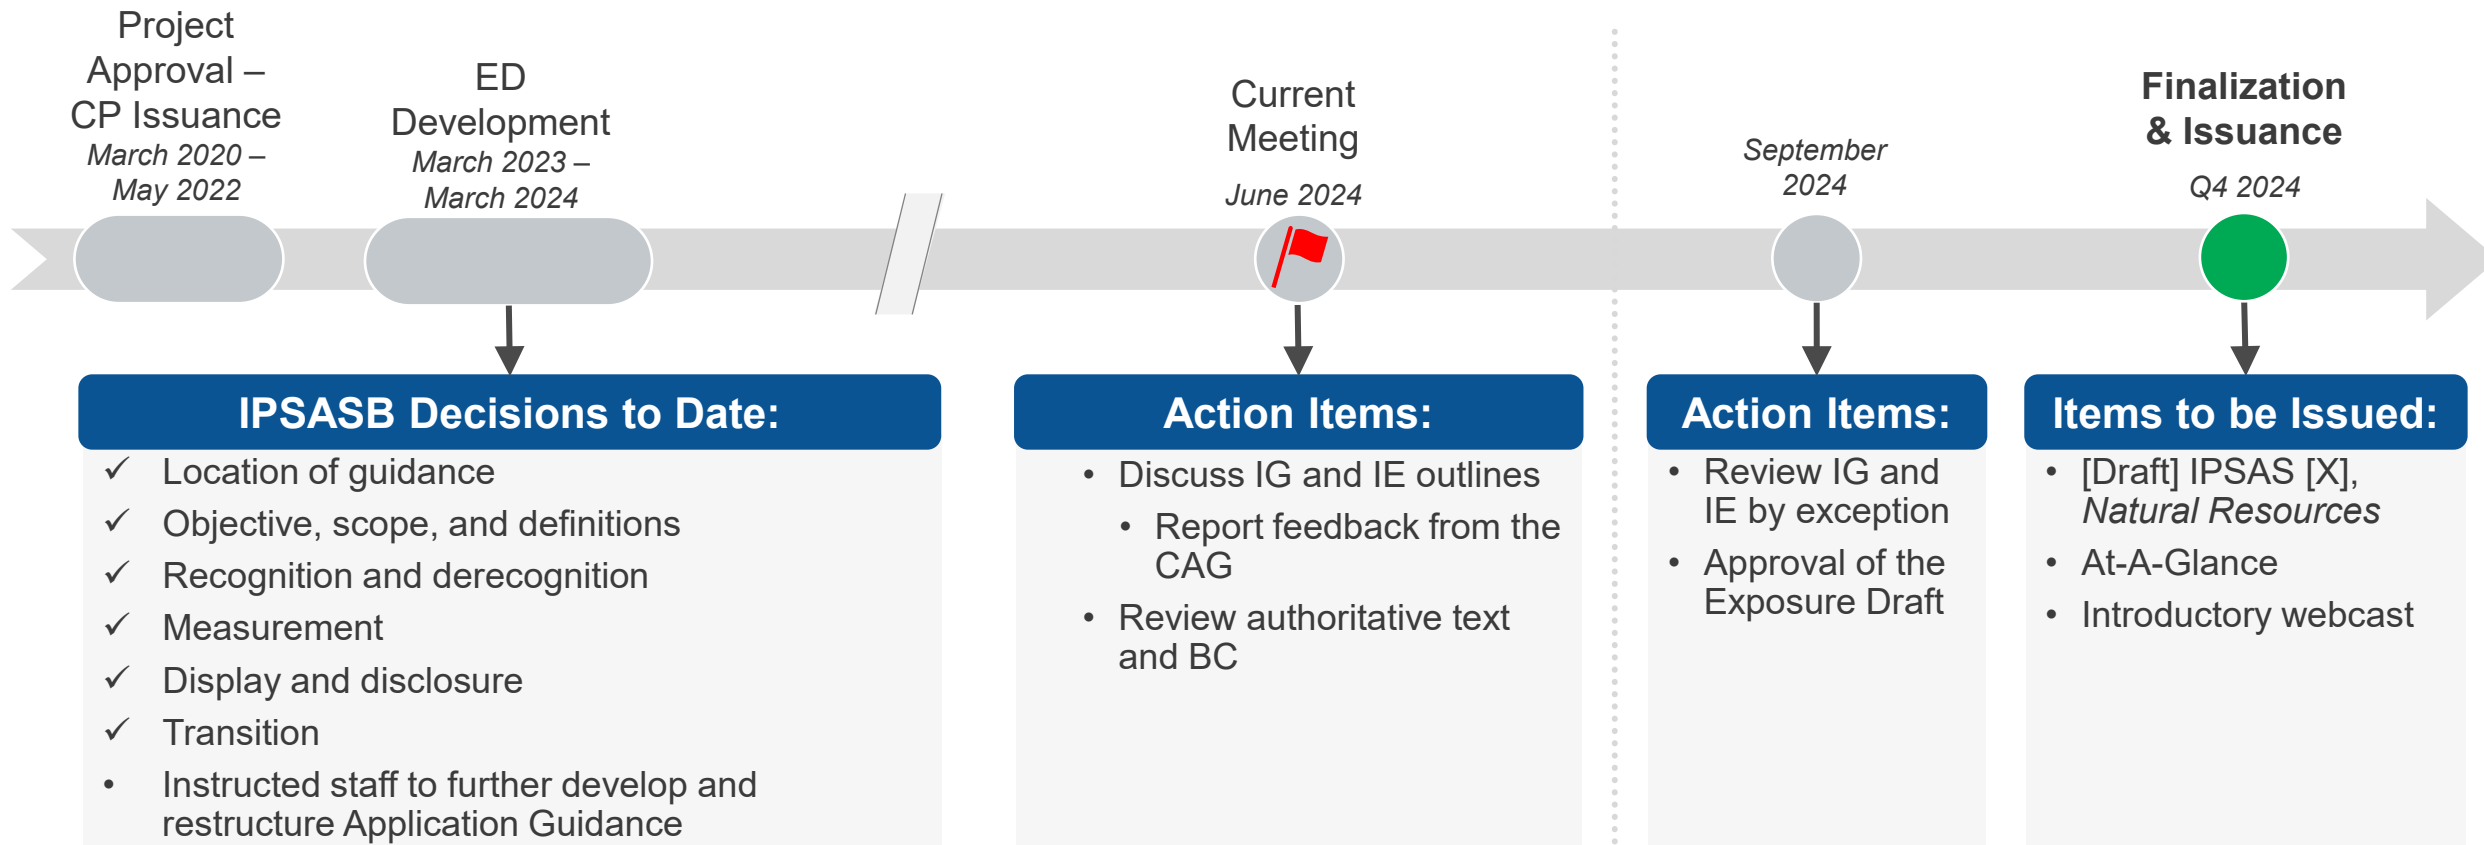 Project
Approval –
CP Issuance
March 2020 –
May 2022
ED
Development
March 2023 –
March 2024
Current
Meeting
June 2024
September
2024
Finalization
& Issuance
Q4 2024
IPSASB Decisions to Date:
✓ Location of guidance
✓ Objective, scope, and definitions
✓ Recognition and derecognition
✓ Measurement
✓ Display and disclosure
✓ Transition
• Instructed staff to further develop and
restructure Application Guidance
Action Items:
• Discuss IG and IE outlines
• Report feedback from the
CAG
• Review authoritative text
and BC
Action Items:
• Review IG and
IE by exception
• Approval of the
Exposure Draft
Items to be Issued:
• [Draft] IPSAS [X],
Natural Resources
• At-A-Glance
• Introductory webcast